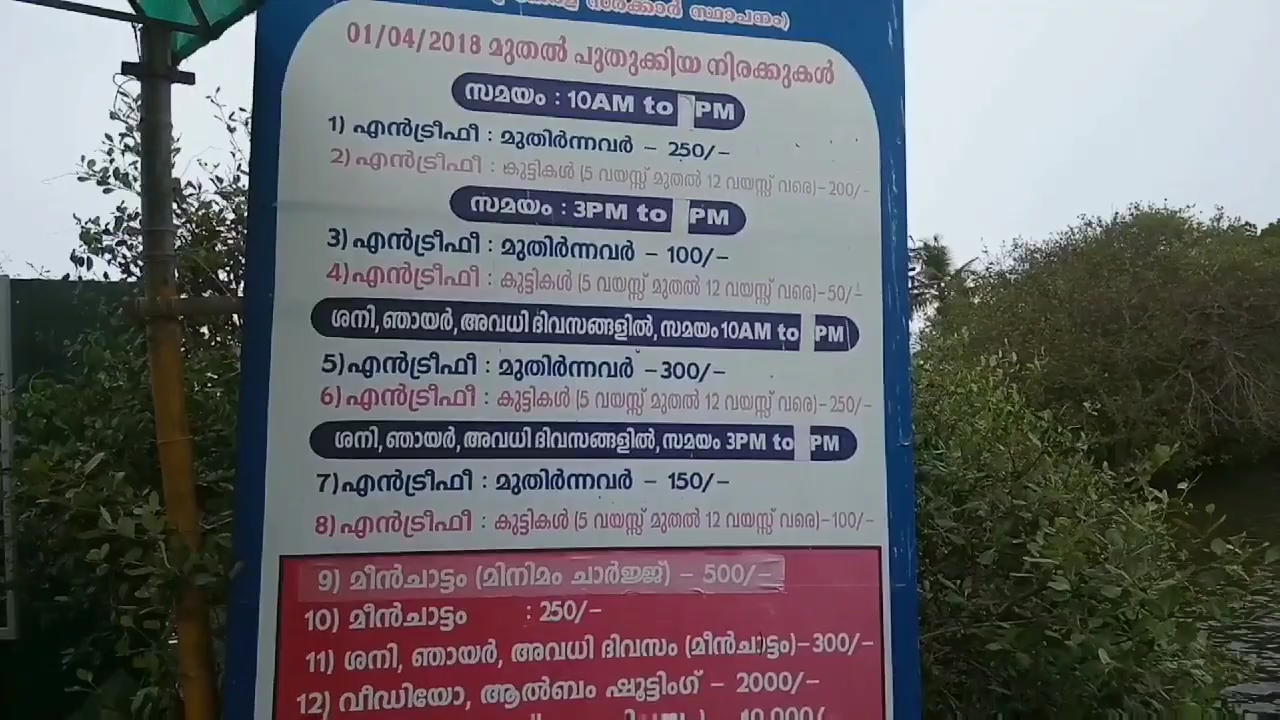 സർക്കാർ സ്ഥാപനം)
01/04/2018 മുതൽ പുതുക്കിയ നിരക്കുകൾ
സമയം : 10AM to PM
1) എൻട്രീഫീ : മുതിർന്നവർ – 250/–
2) എൻട്രീഫീ : കുട്ടികൾ (5 വയസ്സ് മുതൽ 12 വയസ്സ് വരെ)–200/–
സമയം : 3PM to PM
3) എൻട്രീഫീ : മുതിർന്നവർ – 100/–
4) എൻട്രീഫീ : കുട്ടികൾ (5 വയസ്സ് മുതൽ 12 വയസ്സ് വരെ)–50/–
ശനി, ഞായർ, അവധി ദിവസങ്ങളിൽ, സമയം 10AM to PM
5) എൻട്രീഫീ : മുതിർന്നവർ –300/–
6) എൻട്രീഫീ : കുട്ടികൾ (5 വയസ്സ് മുതൽ 12 വയസ്സ് വരെ)–250/–
ശനി, ഞായർ, അവധി ദിവസങ്ങളിൽ, സമയം 3PM to PM
7) എൻട്രീഫീ : മുതിർന്നവർ – 150/–
8) എൻട്രീഫീ : കുട്ടികൾ (5 വയസ്സ് മുതൽ 12 വയസ്സ് വരെ)–100/–
9) മീൻചാട്ടം (മിനിമം ചാർജ്ജ്) – 500/–
10) മീൻചാട്ടം : 250/–
11) ശനി, ഞായർ, അവധി ദിവസം (മീൻചാട്ടം)–300/–
12) വീഡിയോ, ആൽബം ഷൂട്ടിംഗ് – 2000/–
10,000/